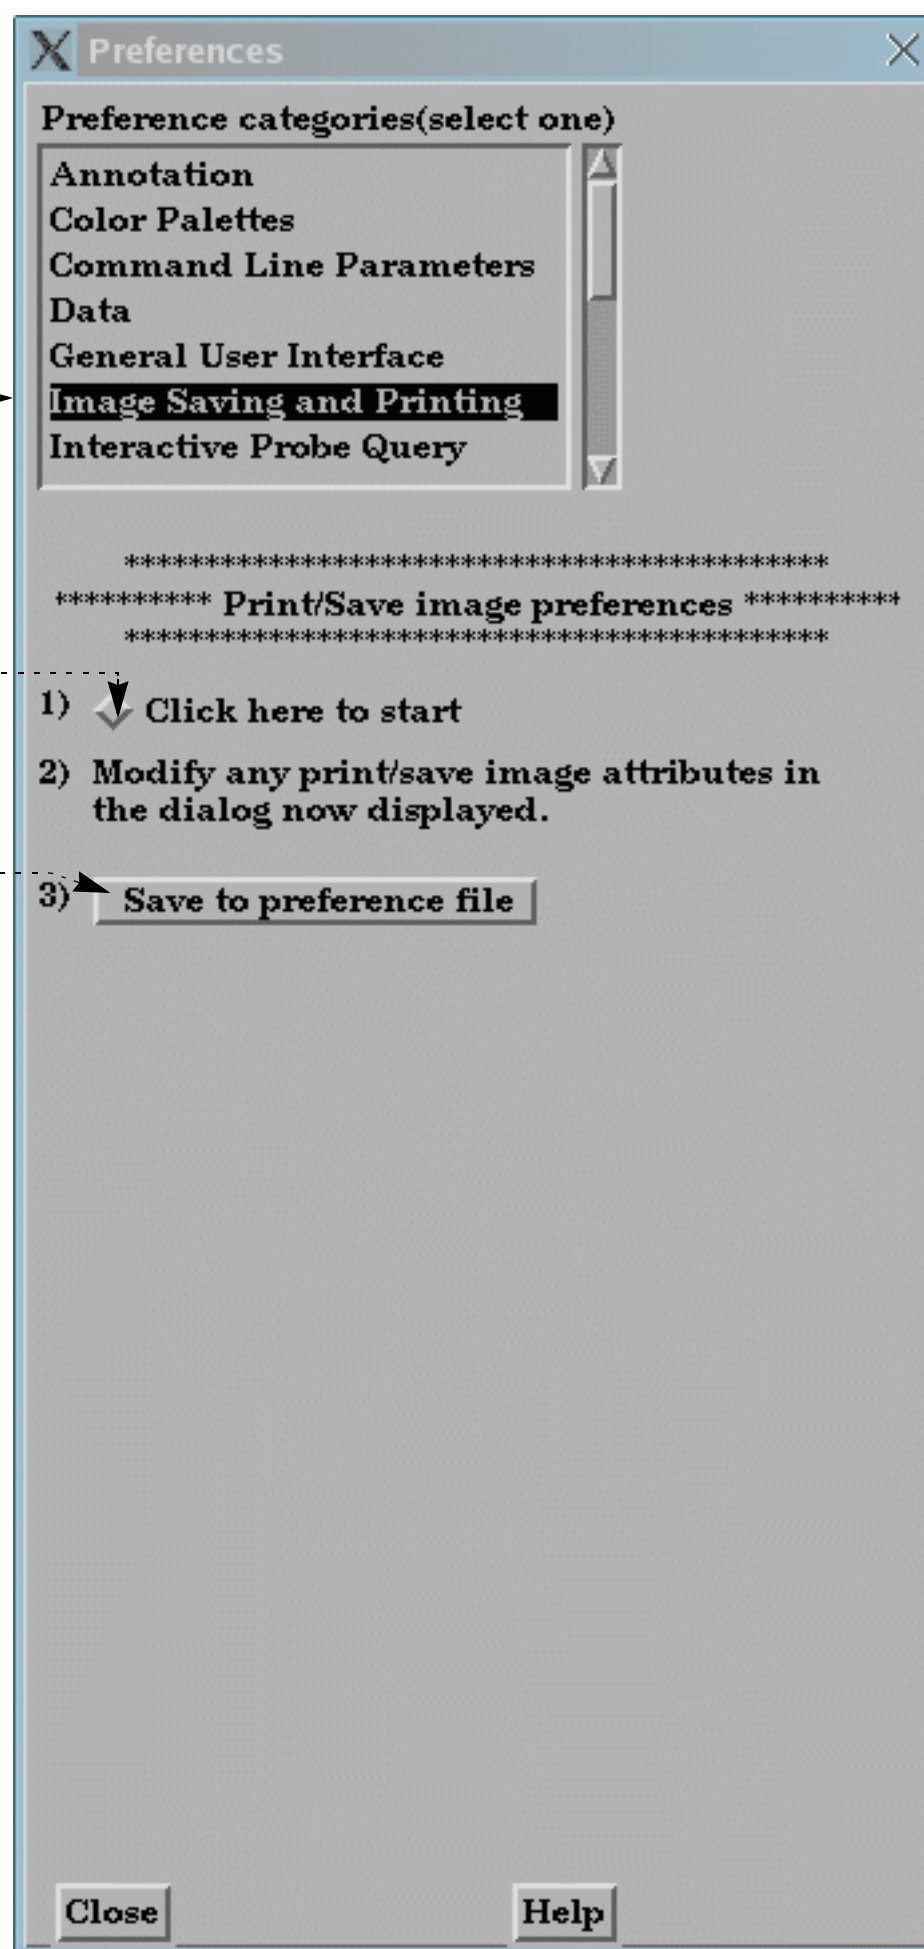 Preferences
Preference categories(select one)
Annotation
Color Palettes
Command Line Parameters
Data
General User Interface
Image Saving and Printing
Interactive Probe Query
********************************************
********** Print/Save image preferences **********
********************************************
1) Click here to start
2) Modify any print/save image attributes in
the dialog now displayed.
3) Save to preference file
Close Help